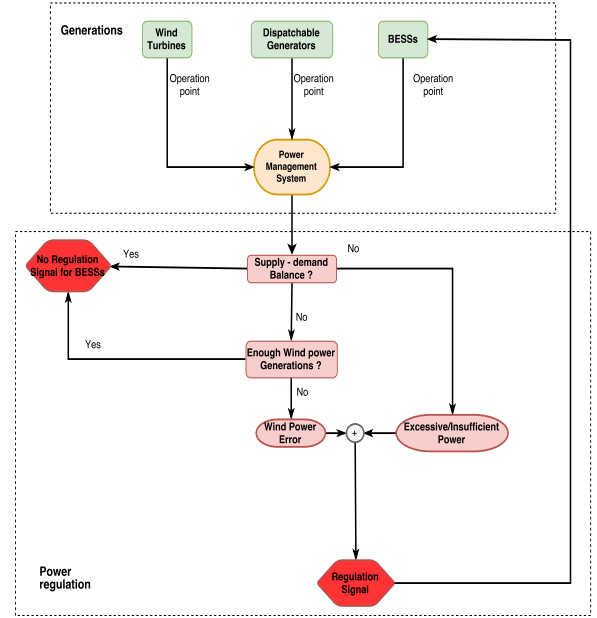 Generations
Wind
Turbines
Dispatchable
Generators
BESSs
Operation
point
Operation
point
Operation
point
Power
Management
System
No Regulation
Signal for BESSs
Yes
Supply - demand
Balance ?
No
No
Yes
Enough Wind power
Generations ?
No
Wind Power
Error
+
Excessive/Insufficient
Power
Power
regulation
Regulation
Signal